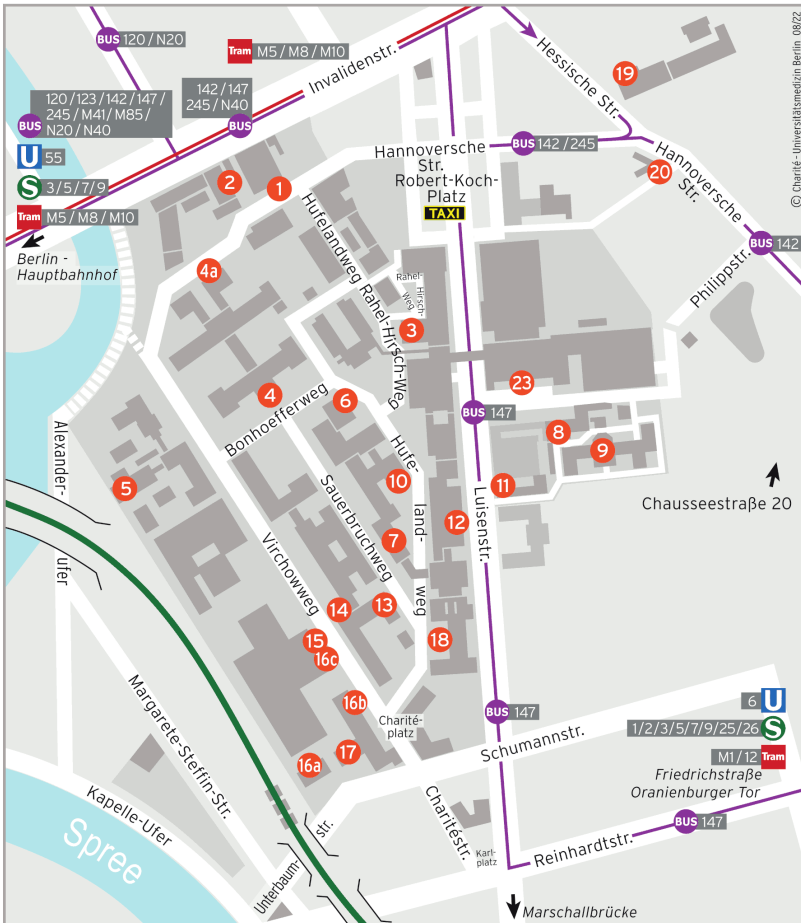 BUS 120 / N20
Tram M5 / M8 / M10
Invalidenstr.
120 / 123 / 142 / 147 /
245 / M41 / M85 /
BUS N20 / N40
142 / 147
245 / N40
BUS
U 55
S 3/5/7/9
Tram M5 / M8 / M10
Berlin -
Hauptbahnhof
Hessische Str.
19
© Charité - Universitätsmedizin Berlin 08/22
Hannoversche
Str.
BUS 142 / 245
Robert-Koch-
Platz
TAXI
20
Hannoversche
Str.
BUS 142
Philippstr.
2
1
4a
Hufelandweg
Rahel-Hirsch-Weg
Rahel-
Hirsch-
Weg
3
23
4
6
Bonhoefferweg
BUS 147
8
9
11
Alexander-
ufer
5
10
Hufe-
land-
weg
Sauerbruchweg
7
12
Luisenstr.
Chausseestraße 20
Virchowweg
14
13
15
16c
18
16b
Charité-
platz
17
16a
BUS 147
Schumannstr.
6 U
1/2/3/5/7/9/25/26 S
M1 / 12 Tram
Friedrichstraße
Oranienburger Tor
BUS 147
Margarete-Steffin-Str.
Kapelle-Ufer
Spree
Unterbaum-
str.
Charitéstr.
Karl-
platz
Reinhardtstr.
Marschallbrücke